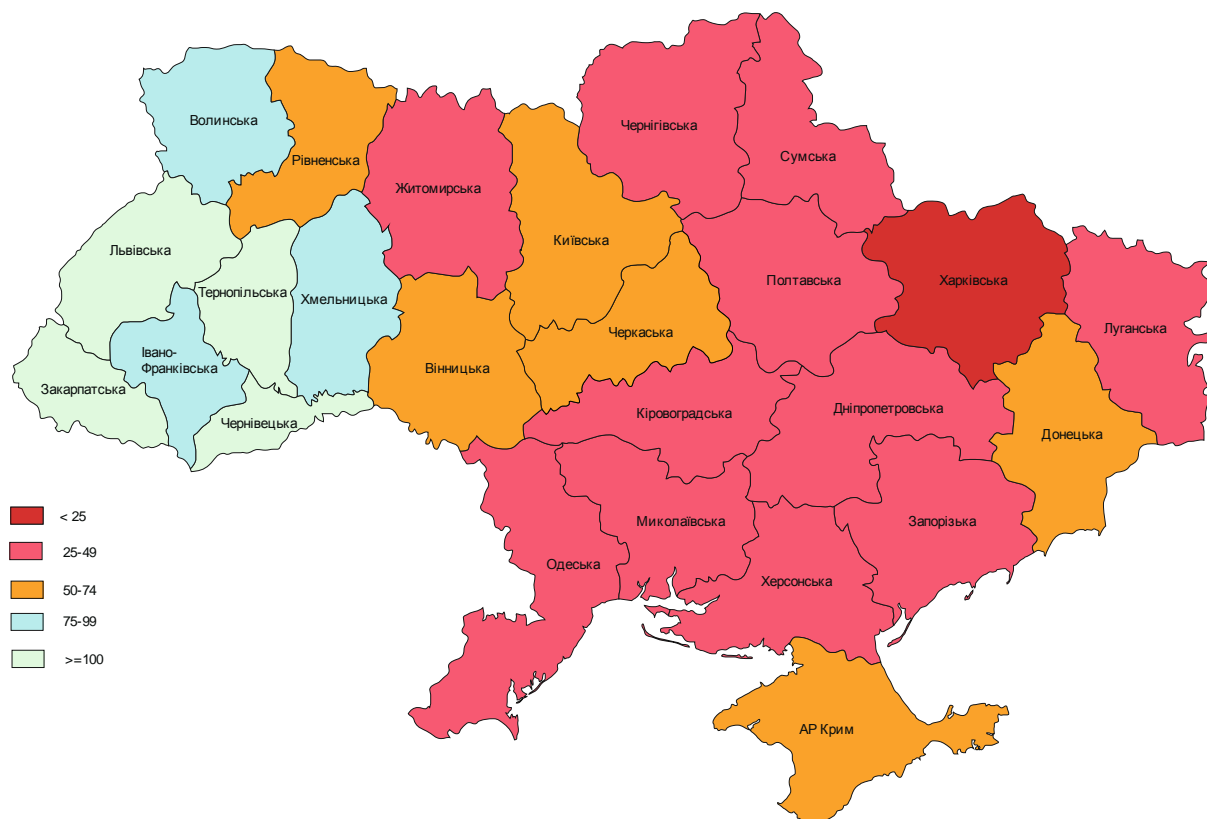 Волинська
Рівненська
Чернігівська
Сумська
Житомирська
Львівська
Київська
Тернопільська
Хмельницька
Полтавська
Харківська
Луганська
Черкаська
Івано-
Франківська
Закарпатська
Вінницька
Чернівецька
Кіровоградська
Дніпропетровська
Донецька
Миколаївська
Запорізька
Одеська
Херсонська
АР Крим
< 25
25-49
50-74
75-99
>=100